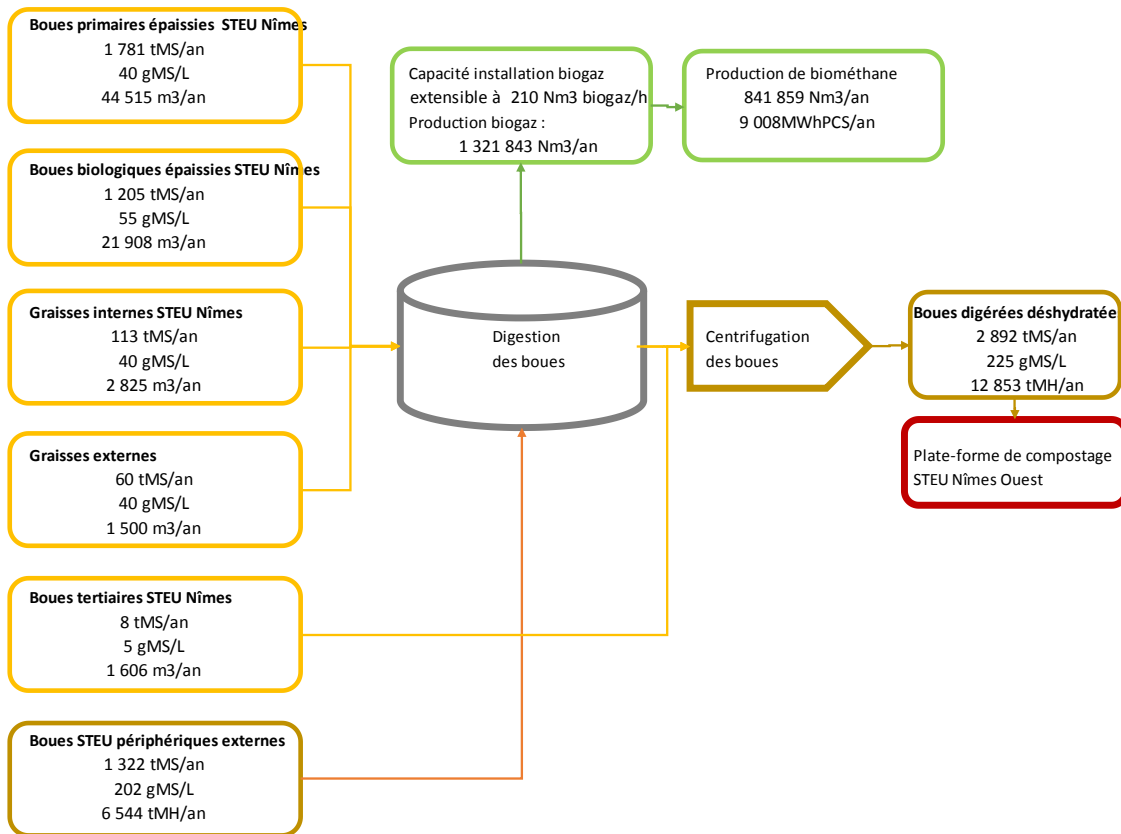 Boues primaires épaissies STEU Nîmes
1 781 tMS/an
40 gMS/L
44 515 m3/an
Boues biologiques épaissies STEU Nîmes
1 205 tMS/an
55 gMS/L
21 908 m3/an
Graisses internes STEU Nîmes
113 tMS/an
40 gMS/L
2 825 m3/an
Graisses externes
60 tMS/an
40 gMS/L
1 500 m3/an
Boues tertiaires STEU Nîmes
8 tMS/an
5 gMS/L
1 606 m3/an
Boues STEU périphériques externes
1 322 tMS/an
202 gMS/L
6 544 tMH/an
Capacité installation biogaz
extensible à 210 Nm3 biogaz/h
Production biogaz :
1 321 843 Nm3/an
Production de biométhane
841 859 Nm3/an
9 008MWhPCS/an
Digestion
des boues
Centrifugation
des boues
Boues digérées déshydratée
2 892 tMS/an
225 gMS/L
12 853 tMH/an
Plate-forme de compostage
STEU Nîmes Ouest